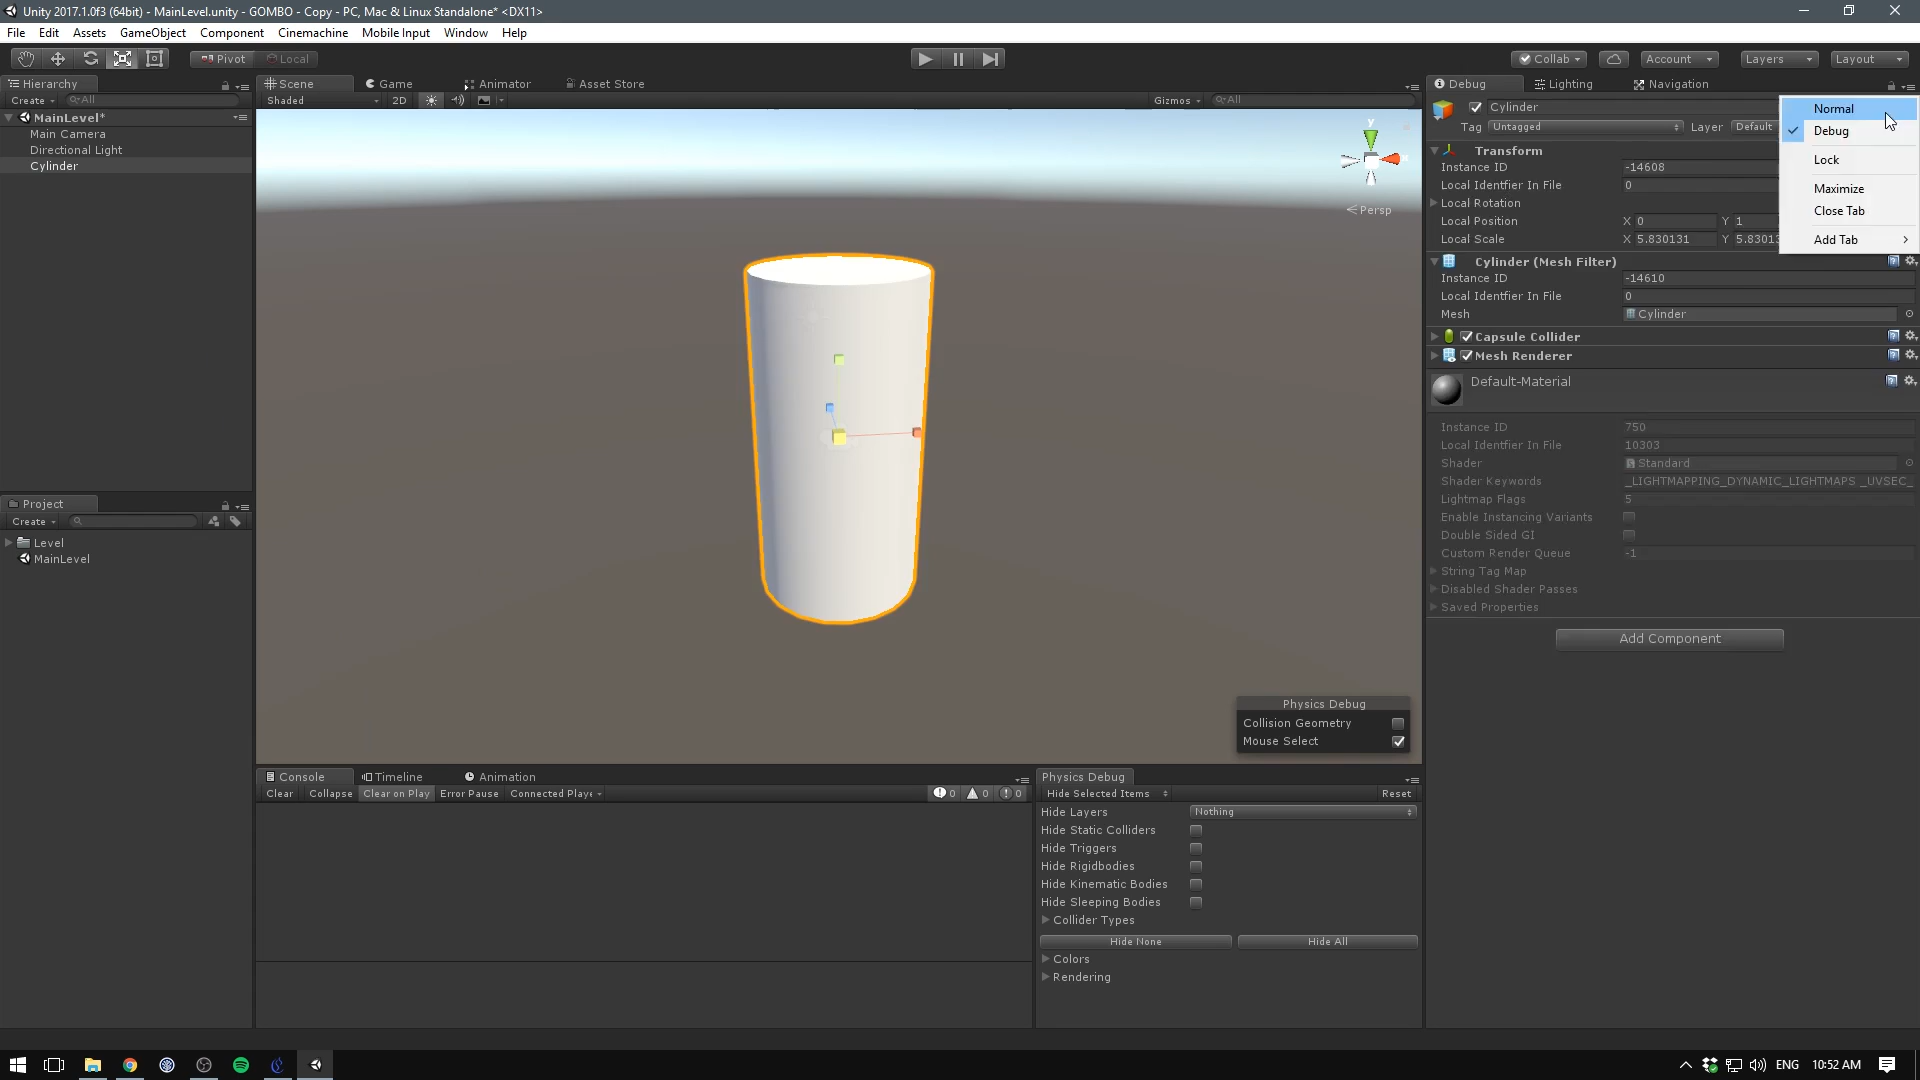 Unity 2017.1.0f3 (64bit) - MainLevel.unity - GOMBO - Copy - PC, Mac & Linux Standalone* <DX11>
File Edit Assets GameObject Component Cinemachine Mobile Input Window Help
Pivot Local
Collab Account Layers Layout
Hierarchy
Create All
MainLevel*
Main Camera
Directional Light
Cylinder
Project
Create
Level
MainLevel
Scene Game Animator Asset Store
Shaded 2D Gizmos All
y
x
Persp
Physics Debug
Collision Geometry
Mouse Select
Console Timeline Animation
Clear Collapse Clear on Play Error Pause Connected Playe 0 0 0
Physics Debug
Hide Selected Items Reset
Hide Layers Nothing
Hide Static Colliders
Hide Triggers
Hide Rigidbodies
Hide Kinematic Bodies
Hide Sleeping Bodies
Collider Types
Hide None Hide All
Colors
Rendering
Debug Lighting Navigation
Cylinder
Tag Untagged Layer Default
Transform
Instance ID -14608
Local Identfier In File 0
Local Rotation
Local Position X 0 Y 1
Local Scale X 5.830131 Y 5.83013
Normal
Debug
Lock
Maximize
Close Tab
Add Tab
Cylinder (Mesh Filter)
Instance ID -14610
Local Identfier In File 0
Mesh Cylinder
Capsule Collider
Mesh Renderer
Default-Material
Instance ID 750
Local Identfier In File 10303
Shader Standard
Shader Keywords _LIGHTMAPPING_DYNAMIC_LIGHTMAPS _UVSEC_
Lightmap Flags 5
Enable Instancing Variants
Double Sided GI
Custom Render Queue -1
String Tag Map
Disabled Shader Passes
Saved Properties
Add Component
ENG 10:52 AM